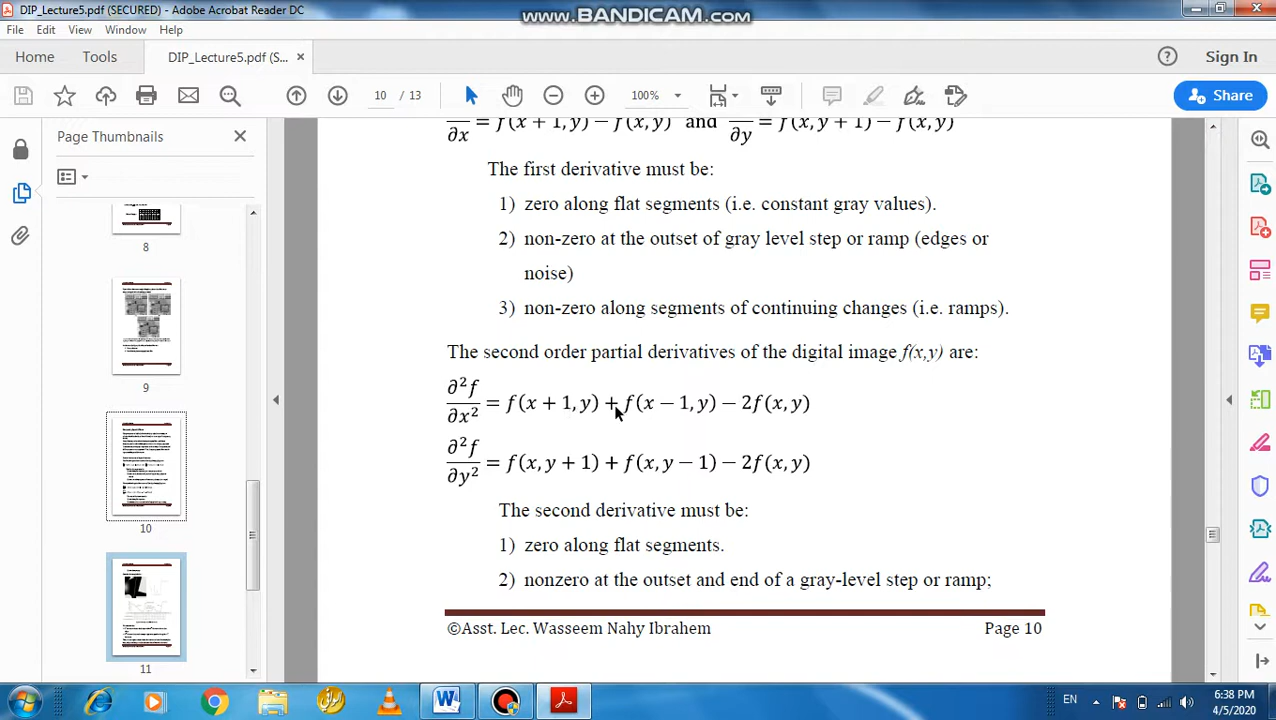 DIP_Lecture5.pdf (SECURED) - Adobe Acrobat Reader DC
www.BANDICAM.com
File Edit View Window Help
Home Tools DIP_Lecture5.pdf (S... × Sign In
10 / 13 100% Share
Page Thumbnails
8
9
10
11
∂x = f(x + 1, y) − f(x, y) and ∂y = f(x, y + 1) − f(x, y)
The first derivative must be:
1) zero along flat segments (i.e. constant gray values).
2) non-zero at the outset of gray level step or ramp (edges or
noise)
3) non-zero along segments of continuing changes (i.e. ramps).
The second order partial derivatives of the digital image f(x,y) are:
∂²f/∂x² = f(x + 1, y) + f(x − 1, y) − 2f(x, y)
∂²f/∂y² = f(x, y + 1) + f(x, y − 1) − 2f(x, y)
The second derivative must be:
1) zero along flat segments.
2) nonzero at the outset and end of a gray-level step or ramp;
©Asst. Lec. Wasseem Nahy Ibrahem Page 10
EN 6:38 PM
4/5/2020